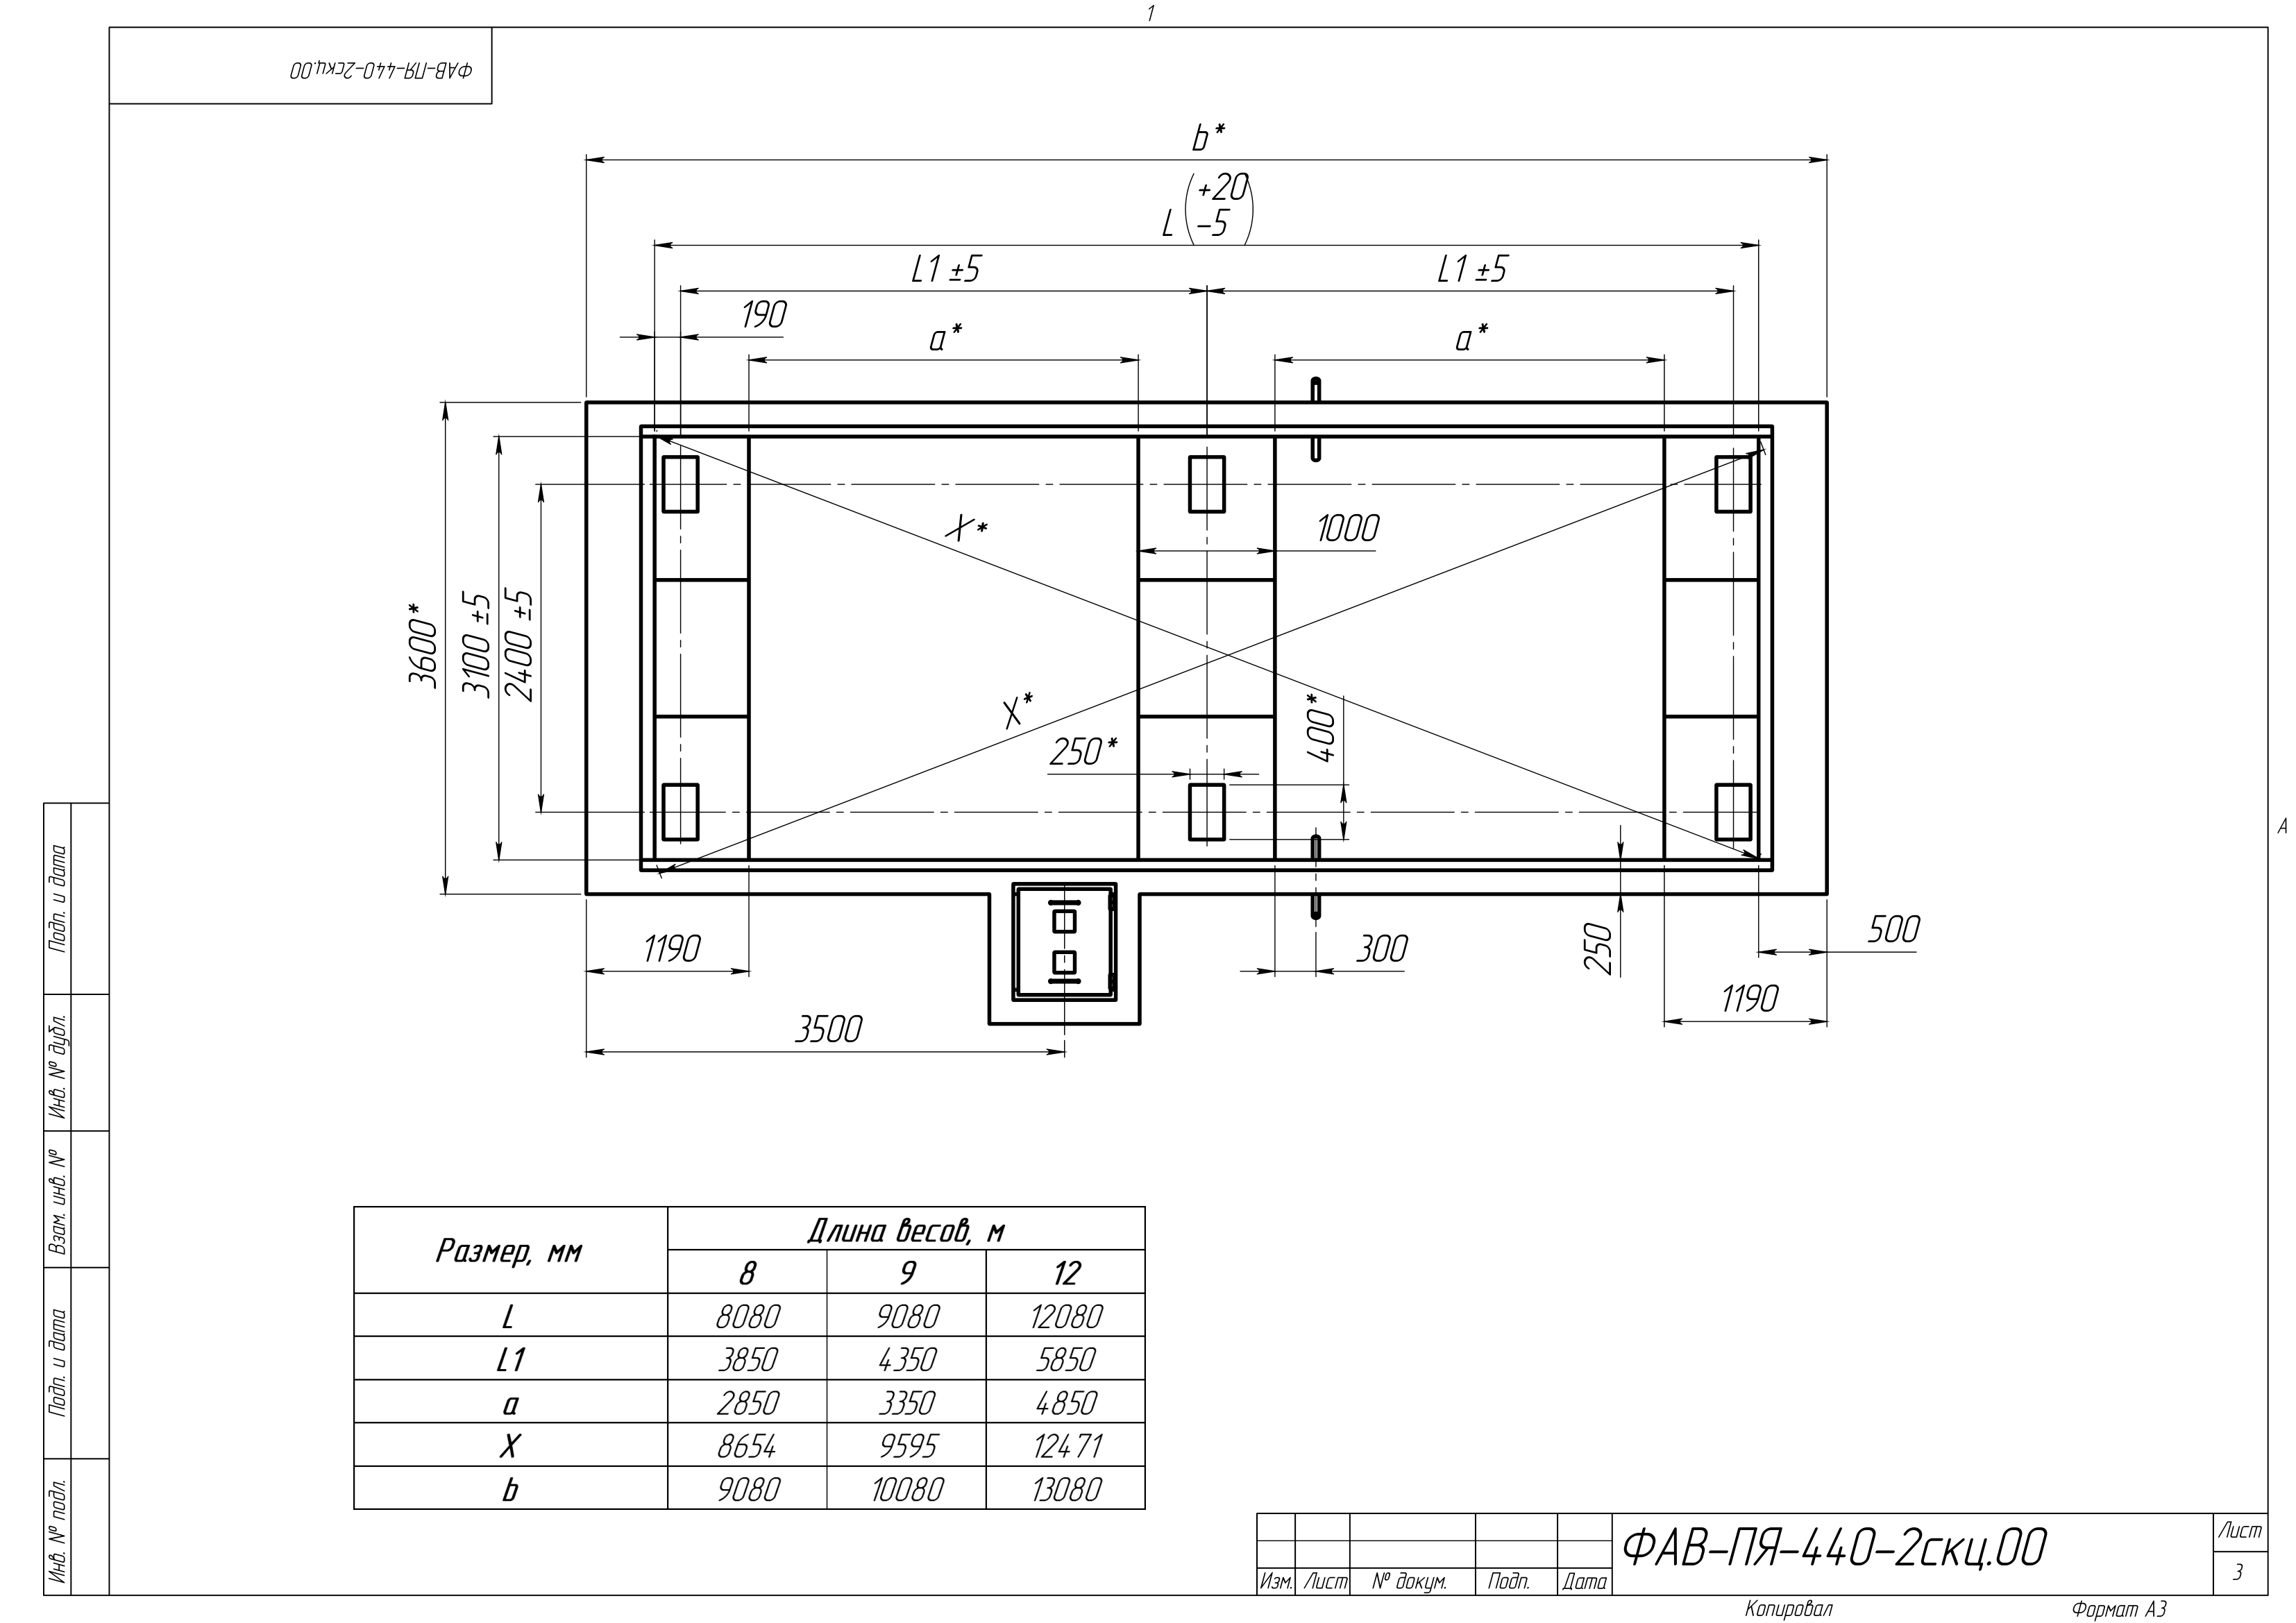 1
ФАВ-ПЯ-440-2скц.00
b*
+20
L -5
L1 ±5 L1 ±5
190
a* a*
X* 1000
3600* 3100 ±5 2400 ±5
X* 400*
250*
500
1190 300 250
1190
3500
A
Размер, мм Длина весов, м
8 9 12
L 8080 9080 12080
L1 3850 4350 5850
a 2850 3350 4850
X 8654 9595 12471
b 9080 10080 13080
Подп. и дата
Инв. № дубл.
Взам. инв. №
Подп. и дата
Инв. № подл.
ФАВ-ПЯ-440-2скц.00
Лист
3
Изм. Лист № докум. Подп. Дата
Копировал Формат А3